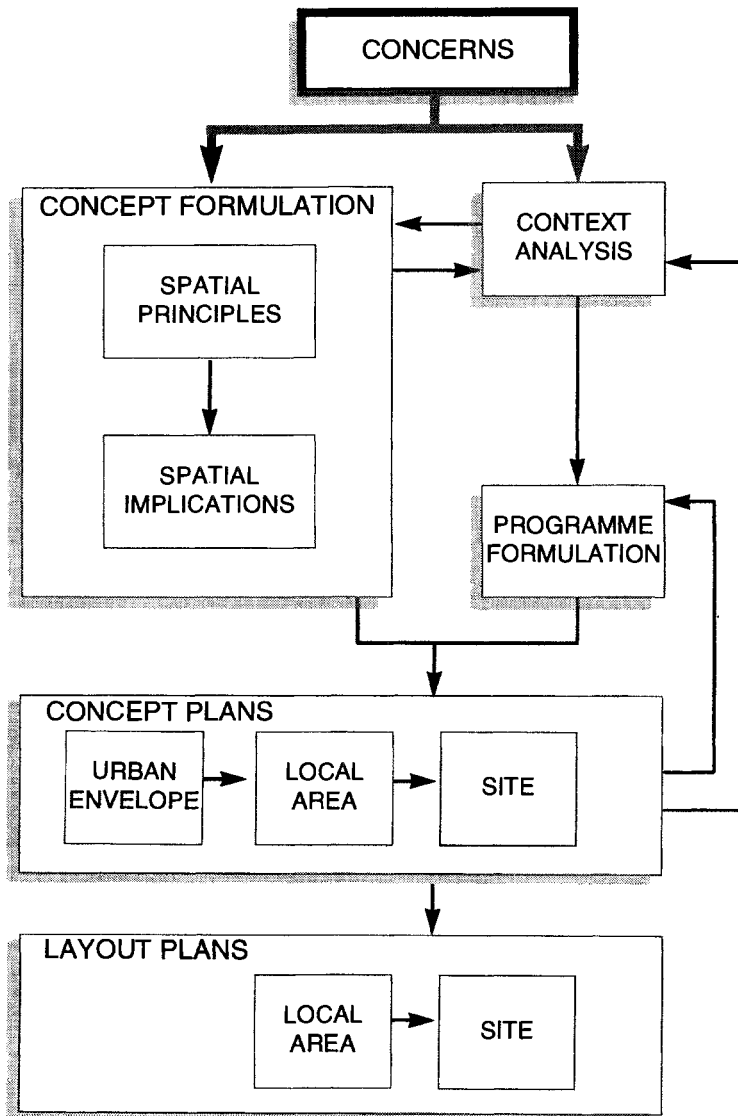 CONCERNS
CONCEPT FORMULATION
SPATIAL
PRINCIPLES
SPATIAL
IMPLICATIONS
CONTEXT
ANALYSIS
PROGRAMME
FORMULATION
CONCEPT PLANS
URBAN
ENVELOPE
LOCAL
AREA
SITE
LAYOUT PLANS
LOCAL
AREA
SITE